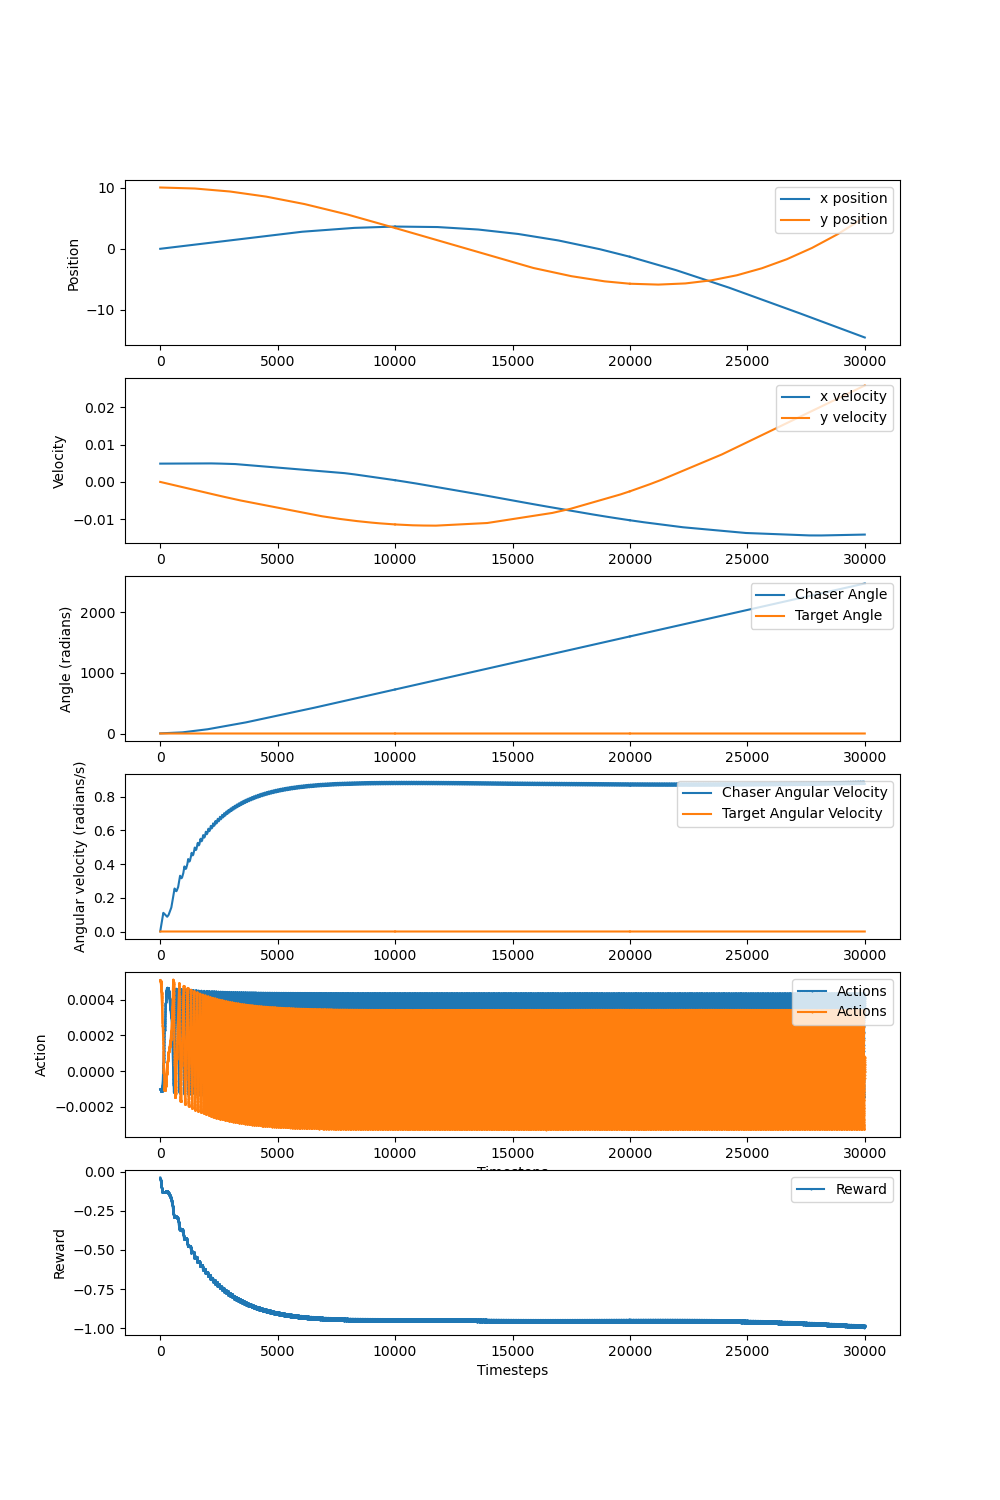 10
0
−10
Position
x position
y position
0 5000 10000 15000 20000 25000 30000
0.02
0.01
0.00
−0.01
Velocity
x velocity
y velocity
0 5000 10000 15000 20000 25000 30000
2000
1000
0
Angle (radians)
Chaser Angle
Target Angle
0 5000 10000 15000 20000 25000 30000
0.8
0.6
0.4
0.2
0.0
Angular velocity (radians/s)
Chaser Angular Velocity
Target Angular Velocity
0 5000 10000 15000 20000 25000 30000
0.0004
0.0002
0.0000
−0.0002
Action
Actions
Actions
0 5000 10000 15000 20000 25000 30000
Timesteps
0.00
−0.25
−0.50
−0.75
−1.00
Reward
Reward
0 5000 10000 15000 20000 25000 30000
Timesteps